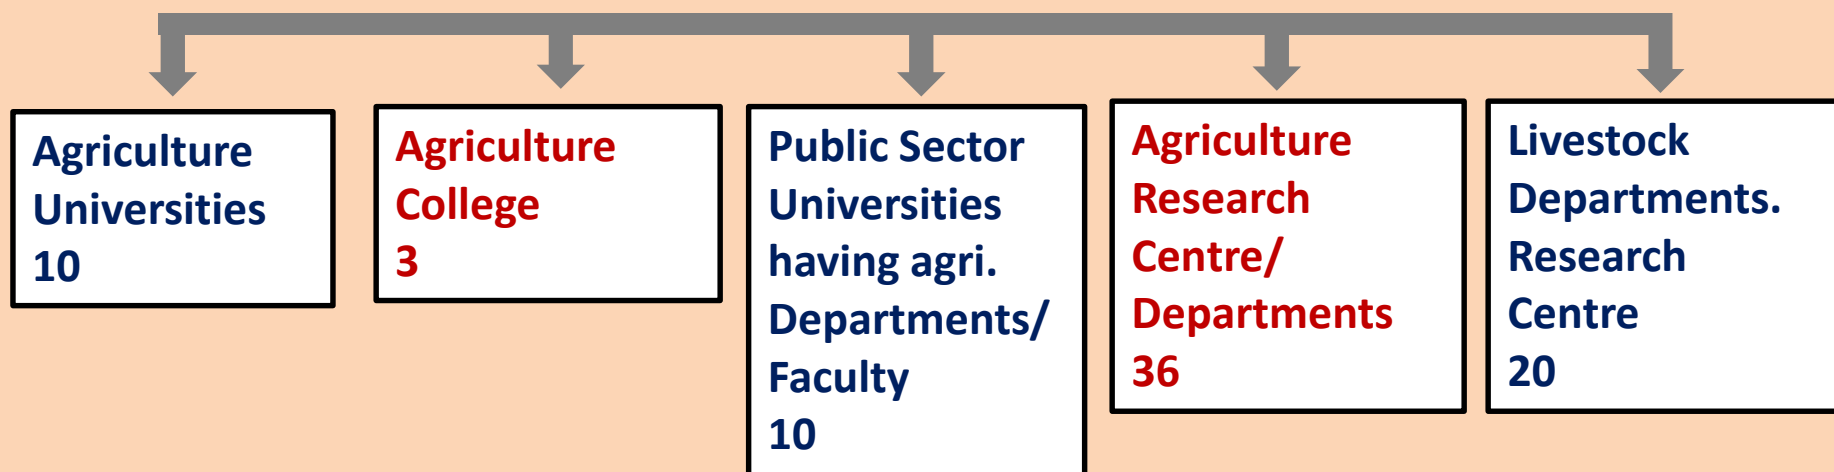 Agriculture
Universities
10
Agriculture
College
3
Public Sector
Universities
having agri.
Departments/
Faculty
10
Agriculture
Research
Centre/
Departments
36
Livestock
Departments.
Research
Centre
20